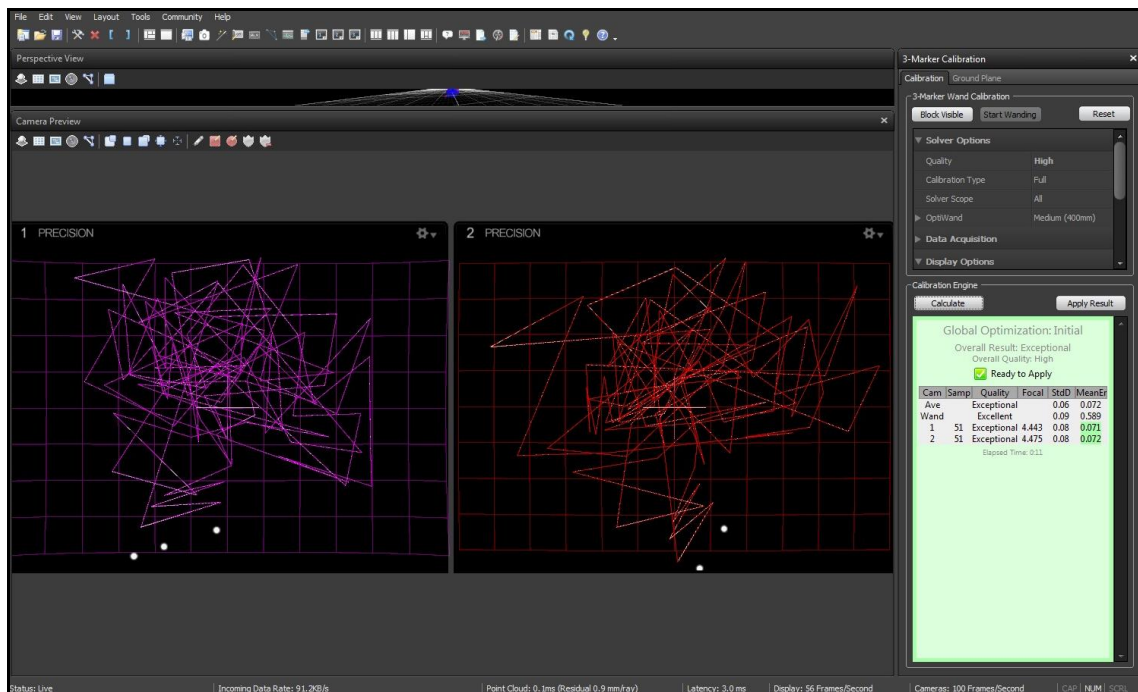 File Edit View Layout Tools Community Help
Perspective View
Camera Preview
1 PRECISION
2 PRECISION
3-Marker Calibration
Calibration Ground Plane
3-Marker Wand Calibration
Block Visible Start Wanding Reset
Solver Options
Quality High
Calibration Type Full
Solver Scope All
OptiWand Medium (400mm)
Data Acquisition
Display Options
Calibration Engine
Calculate Apply Result
Global Optimization: Initial
Overall Result: Exceptional
Overall Quality: High
Ready to Apply
Cam Samp Quality Focal StdD MeanEr
Ave Exceptional 0.06 0.072
Wand Excellent 0.09 0.589
1 51 Exceptional 4.443 0.08 0.071
2 51 Exceptional 4.475 0.08 0.072
Elapsed Time: 0:11
Status: Live Incoming Data Rate: 91.2KB/s Point Cloud: 0.1ms (Residual 0.9 mm/ray) Latency: 3.0 ms Display: 56 Frames/Second Cameras: 100 Frames/Second CAP NUM SCRL